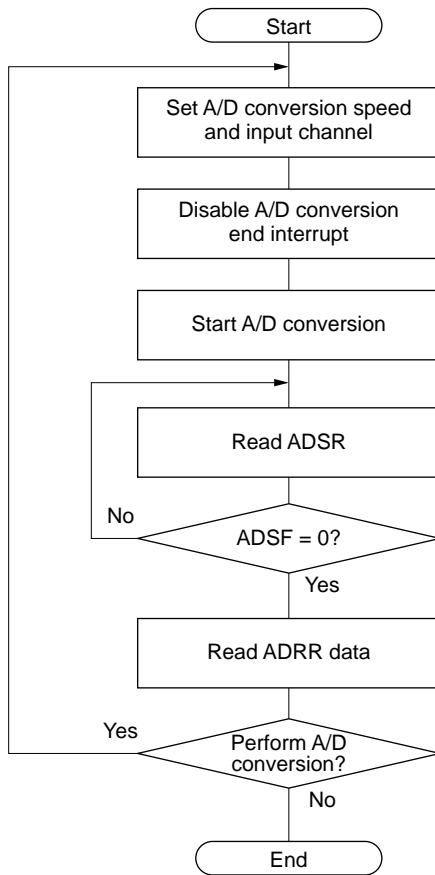 Start
Set A/D conversion speed
and input channel
Disable A/D conversion
end interrupt
Start A/D conversion
Read ADSR
No
ADSF = 0?
Yes
Read ADRR data
Yes
Perform A/D
conversion?
No
End